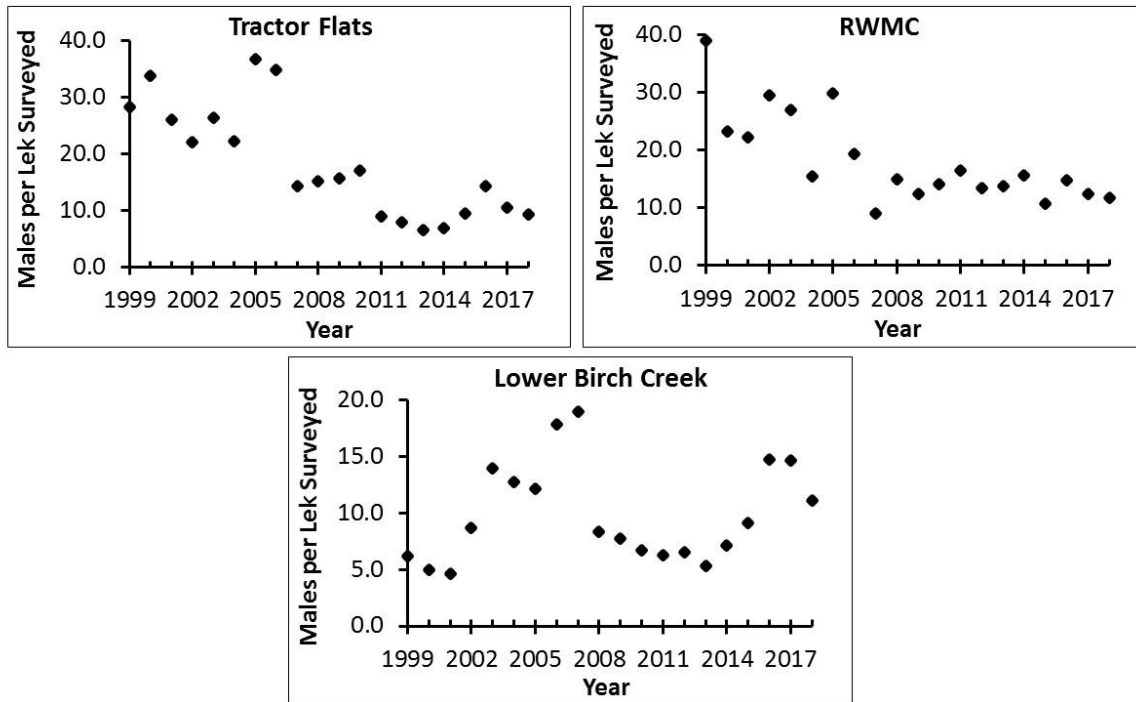 Tractor Flats
Males per Lek Surveyed
40.0
30.0
20.0
10.0
0.0
1999 2002 2005 2008 2011 2014 2017
Year
RWMC
Males per Lek Surveyed
40.0
30.0
20.0
10.0
0.0
1999 2002 2005 2008 2011 2014 2017
Year
Lower Birch Creek
Males per Lek Surveyed
20.0
15.0
10.0
5.0
0.0
1999 2002 2005 2008 2011 2014 2017
Year